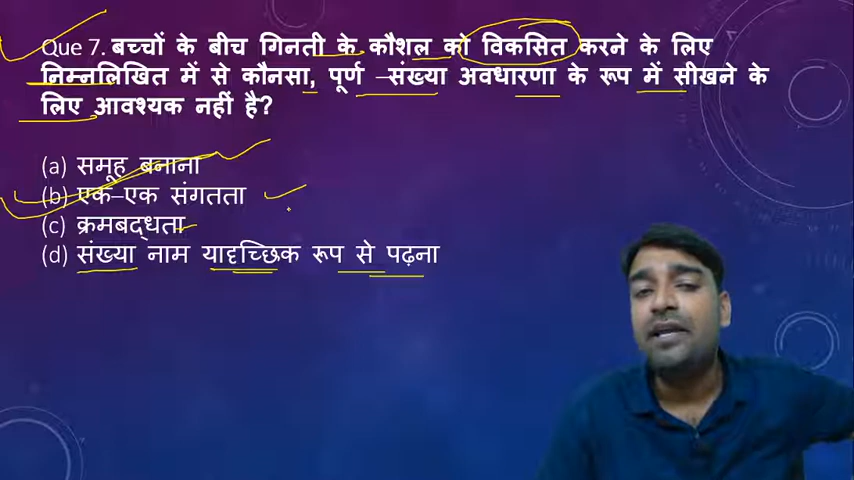 Que 7. बच्चों के बीच गिनती के कौशल को विकसित करने के लिए
निम्नलिखित में से कौनसा, पूर्ण –संख्या अवधारणा के रूप में सीखने के
लिए आवश्यक नहीं है?
(a) समूह बनाना
(b) एक–एक संगतता
(c) क्रमबद्धता
(d) संख्या नाम यादृच्छिक रूप से पढ़ना